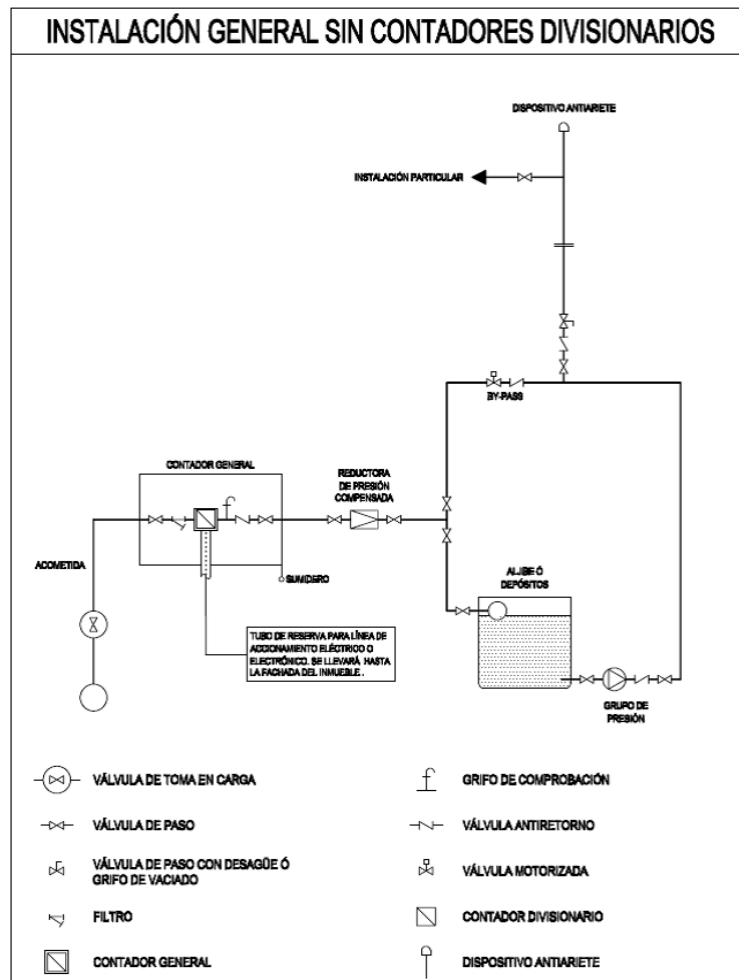 INSTALACIÓN GENERAL SIN CONTADORES DIVISIONARIOS
DISPOSITIVO ANTIARIETE
INSTALACIÓN PARTICULAR
BY-PASS
CONTADOR GENERAL
REDUCTORA
DE PRESIÓN
COMPENSADA
ACOMETIDA
SUMIDERO
ALJIBE Ó
DEPÓSITOS
TUBO DE RESERVA PARA LÍNEA DE
ACCIONAMIENTO ELÉCTRICO O
ELECTRÓNICO. SE LLEVARÁ HASTA
LA FACHADA DEL INMUEBLE.
GRUPO DE
PRESIÓN
VÁLVULA DE TOMA EN CARGA
GRIFO DE COMPROBACIÓN
VÁLVULA DE PASO
VÁLVULA ANTIRETORNO
VÁLVULA DE PASO CON DESAGÜE Ó
GRIFO DE VACIADO
VÁLVULA MOTORIZADA
FILTRO
CONTADOR DIVISIONARIO
CONTADOR GENERAL
DISPOSITIVO ANTIARIETE